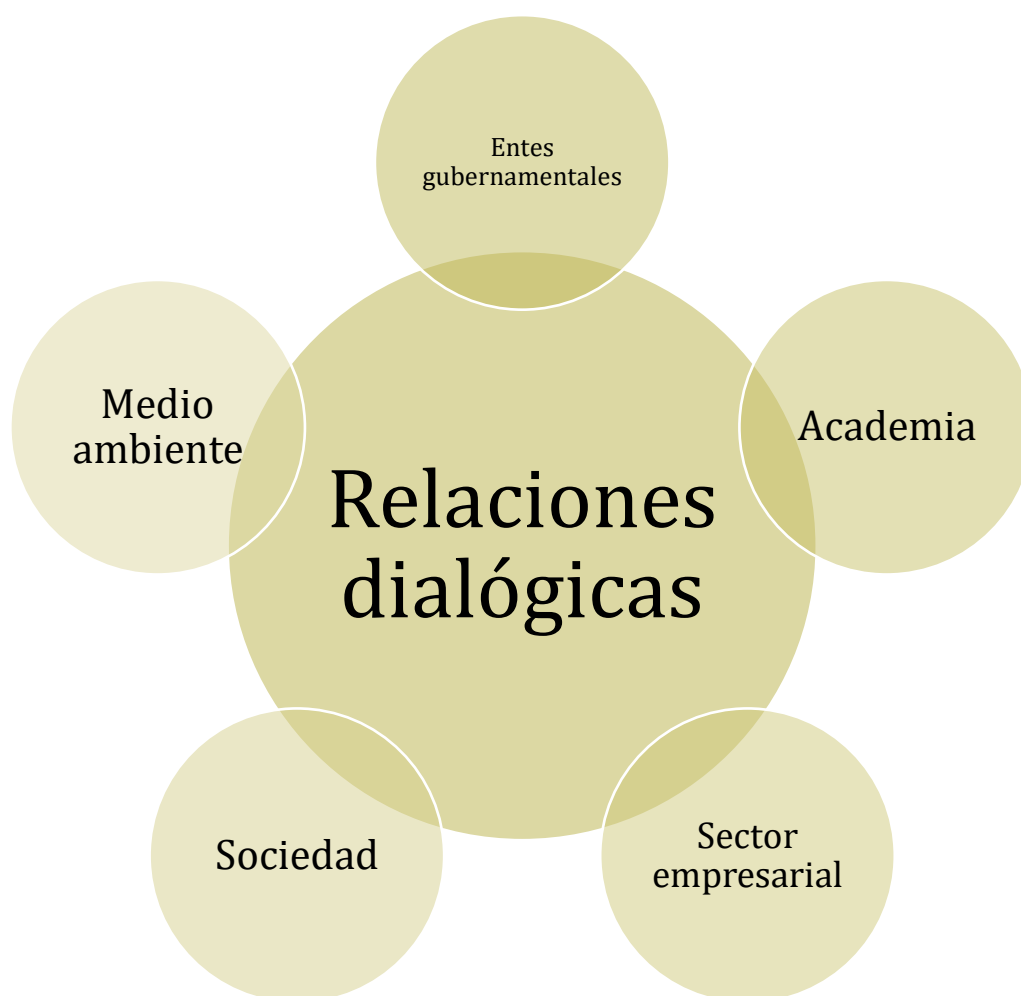 Entes
gubernamentales
Medio
ambiente
Academia
Relaciones
dialógicas
Sociedad
Sector
empresarial